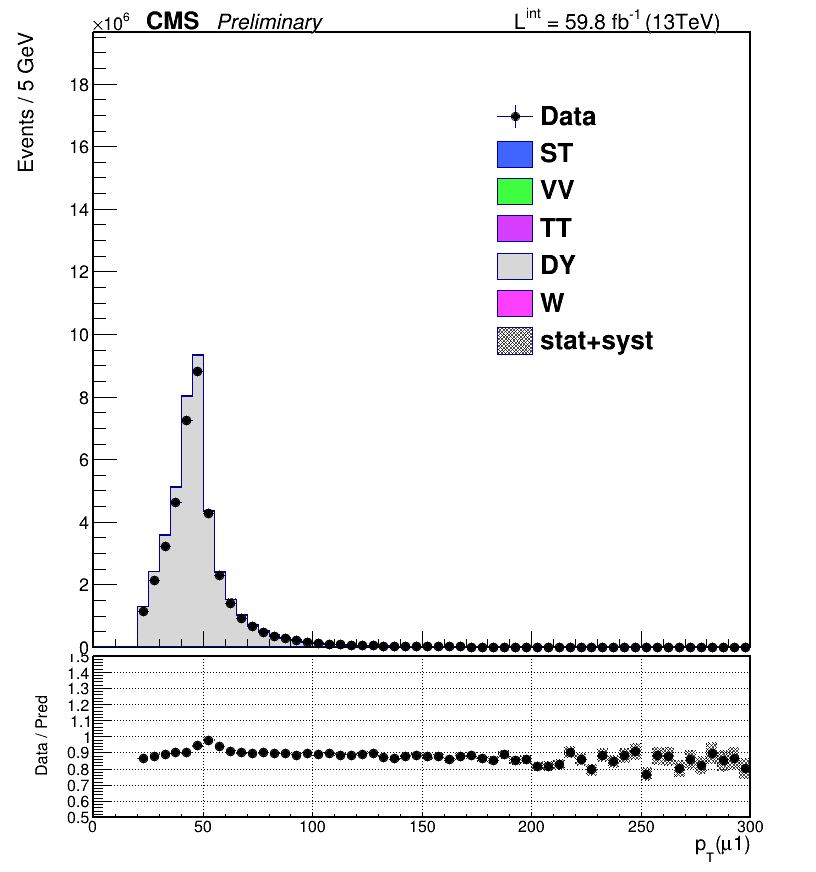 ×10⁶ CMS Preliminary Lⁱⁿᵗ = 59.8 fb⁻¹ (13TeV)
Events / 5 GeV
18
16
14
12
10
8
6
4
2
0
Data
ST
VV
TT
DY
W
stat+syst
Data / Pred
1.5
1.4
1.3
1.2
1.1
1
0.9
0.8
0.7
0.6
0.5
0 50 100 150 200 250 300
p_T(μ1)